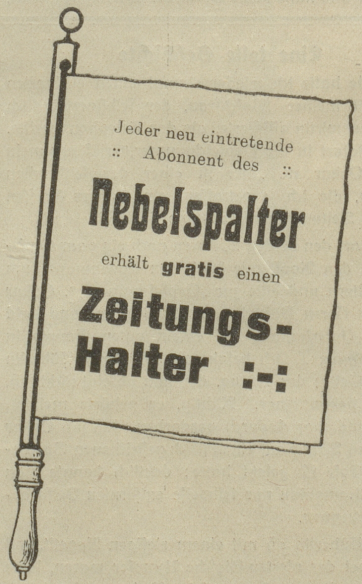 Jeder neu eintretende
:: Abonnent des ::
Nebelspalter
erhält gratis einen
Zeitungs-
Halter :-: